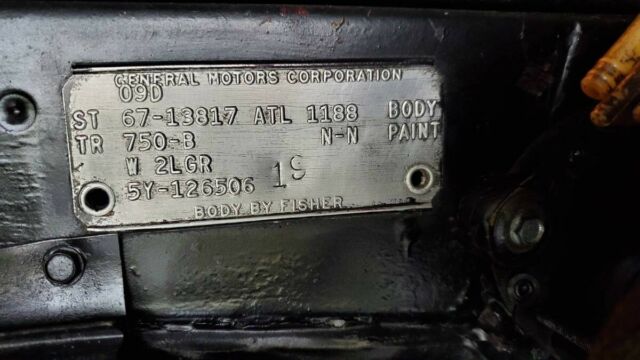 GENERAL MOTORS CORPORATION
09D
ST 67-13817 ATL 1188 BODY
TR 750-B N-N PAINT
W 2LGR
5Y-126506 19
BODY BY FISHER